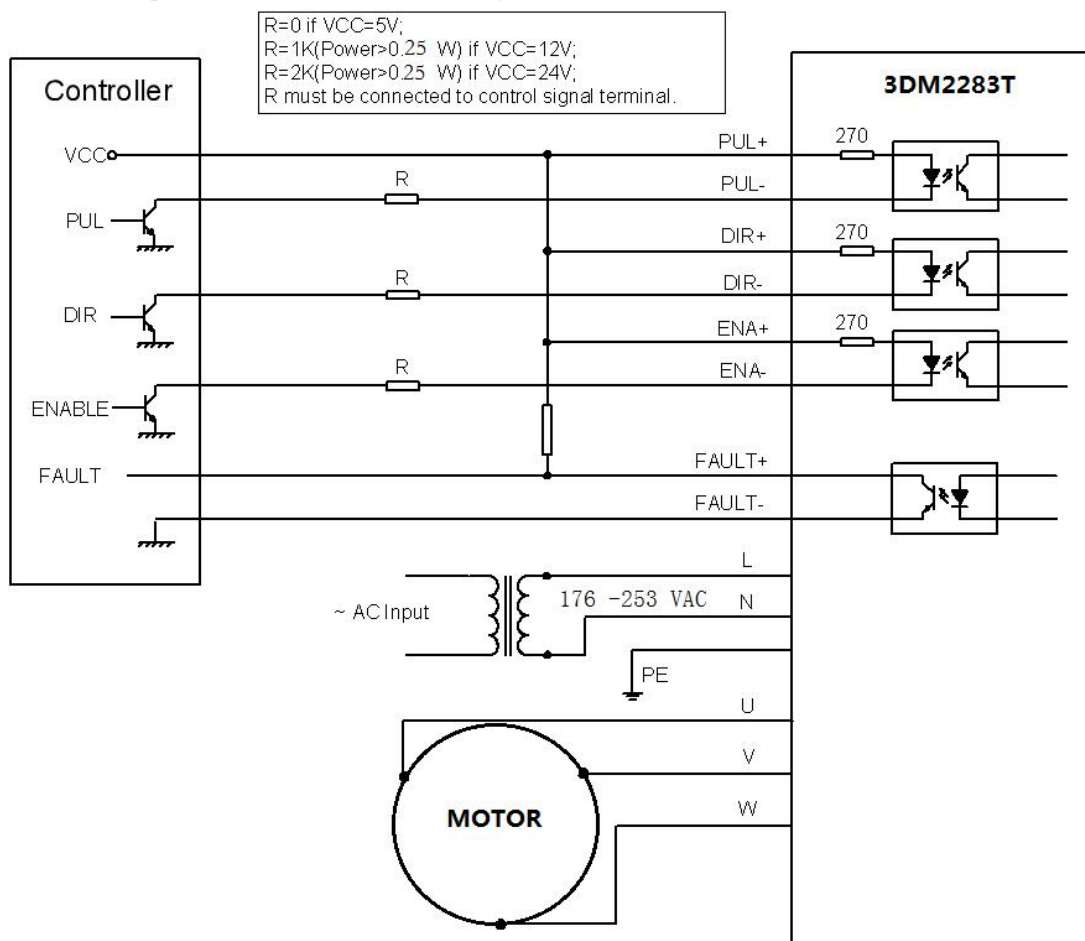 R=0 if VCC=5V;
R=1K(Power>0.25 W) if VCC=12V;
R=2K(Power>0.25 W) if VCC=24V;
R must be connected to control signal terminal.
Controller
3DM2283T
VCC
PUL+
270
R
PUL-
PUL
DIR+
270
R
DIR-
DIR
ENA+
270
R
ENA-
ENABLE
FAULT
FAULT+
FAULT-
L
~ AC Input
176 -253 VAC
N
PE
U
V
W
MOTOR